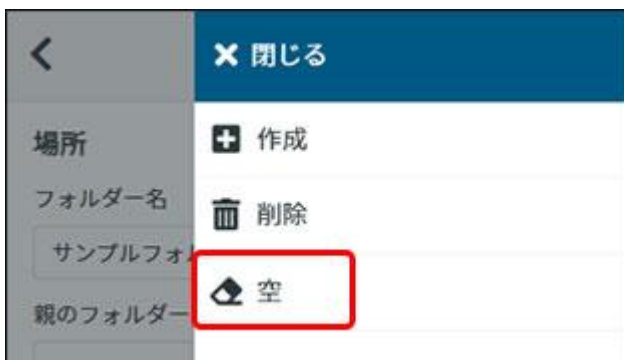 閉じる
場所
作成
フォルダー名
削除
サンプルフォル
空
親のフォルダー